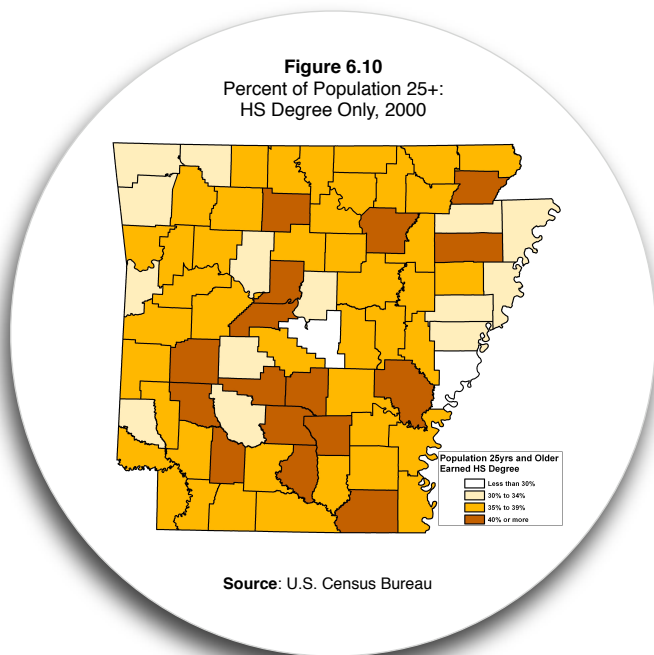 Figure 6.10
Percent of Population 25+:
HS Degree Only, 2000
Population 25yrs and Older
Earned HS Degree
Less than 30%
30% to 34%
35% to 39%
40% or more
Source: U.S. Census Bureau